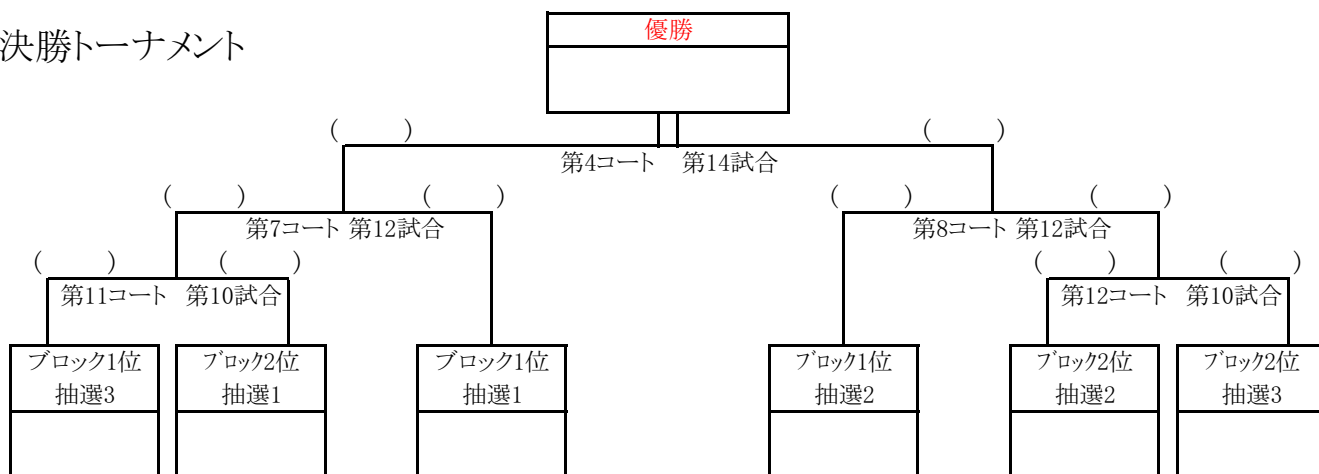 優勝
決勝トーナメント
(　　　) (　　　)
第4コート　第14試合
(　　　) (　　　) (　　　) (　　　)
第7コート 第12試合 第8コート 第12試合
(　　　) (　　　) (　　　) (　　　)
第11コート　第10試合 第12コート　第10試合
ブロック1位 ブロック2位 ブロック1位 ブロック1位 ブロック2位 ブロック2位
抽選3 抽選1 抽選1 抽選2 抽選2 抽選3